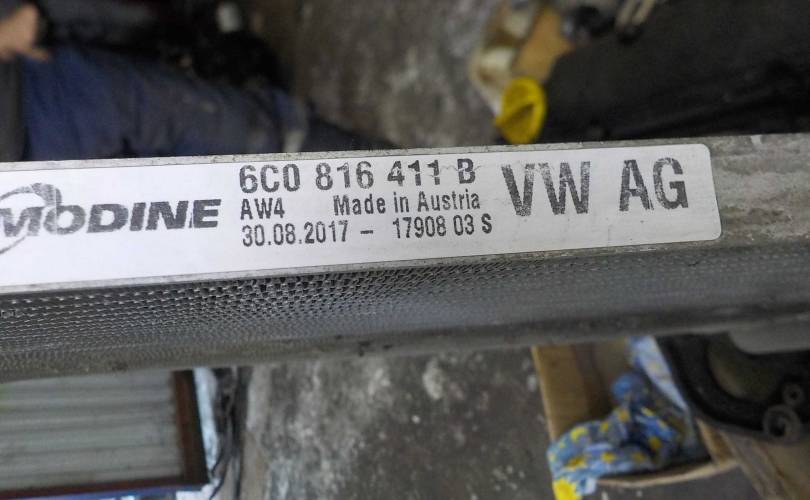 MODINE
6C0 816 411 B
AW4 Made in Austria
30.08.2017 - 17908 03 S
VW AG